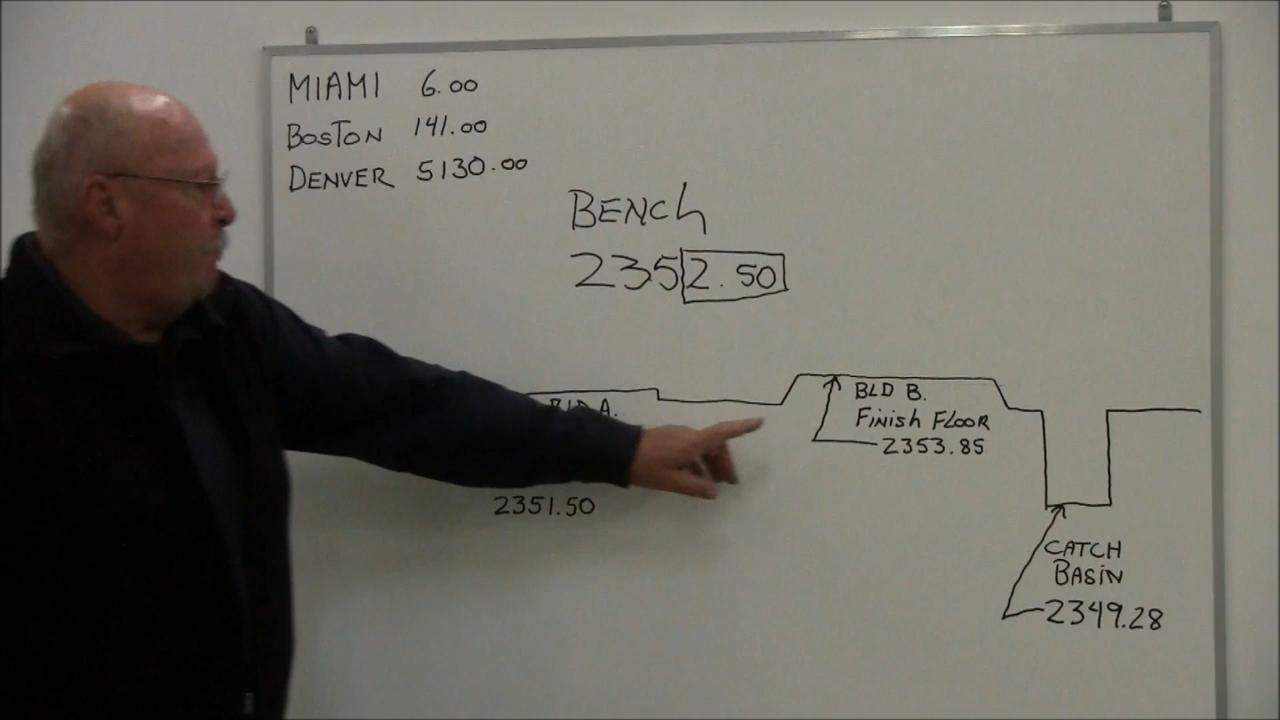 MIAMI 6.00
BOSTON 141.00
DENVER 5130.00
BENCH
2352.50
BLD A.
2351.50
BLD B.
FINISH FLOOR
2353.85
CATCH
BASIN
2349.28